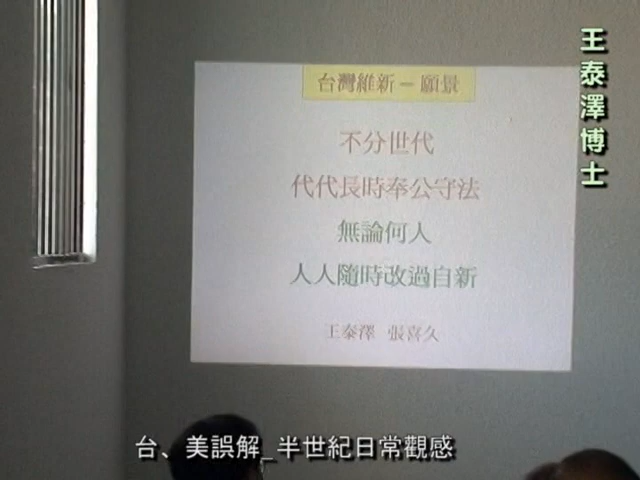 台灣維新－願景
不分世代
代代長時奉公守法
無論何人
人人隨時改過自新
王泰澤 張喜久
王泰澤博士
台、美誤解_半世紀日常觀感